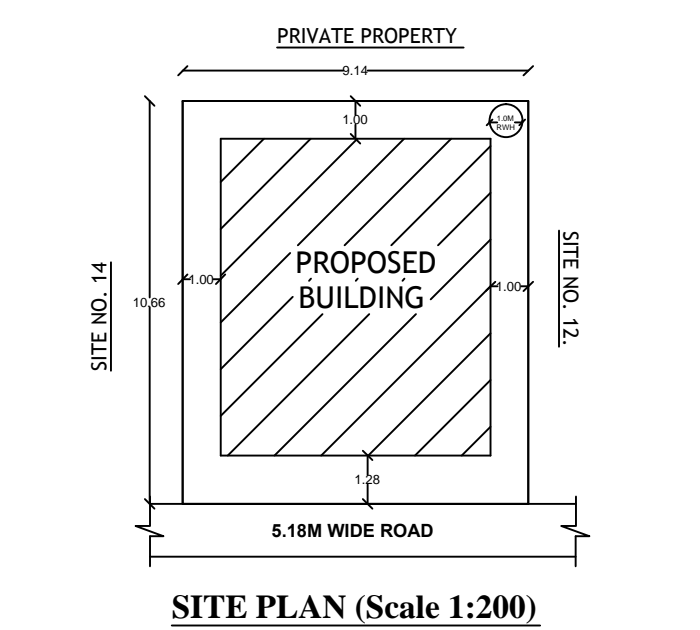 PRIVATE PROPERTY
9.14
1.00
1.0M
RWH
SITE NO. 14
10.66
1.00
PROPOSED
BUILDING
1.00
SITE NO. 12.
1.28
5.18M WIDE ROAD
SITE PLAN (Scale 1:200)